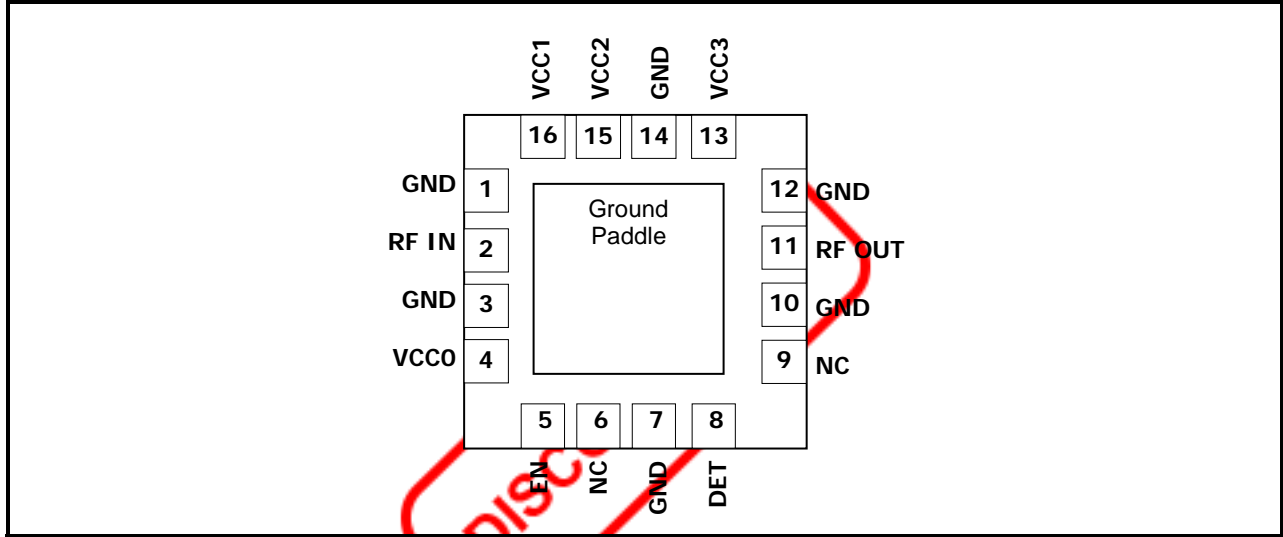 VCC1 VCC2 GND VCC3
16 15 14 13
GND 1
Ground
Paddle
12 GND
RF IN 2
11 RF OUT
GND 3
10 GND
VCC0 4
9 NC
5 6 7 8
EN NC GND DET